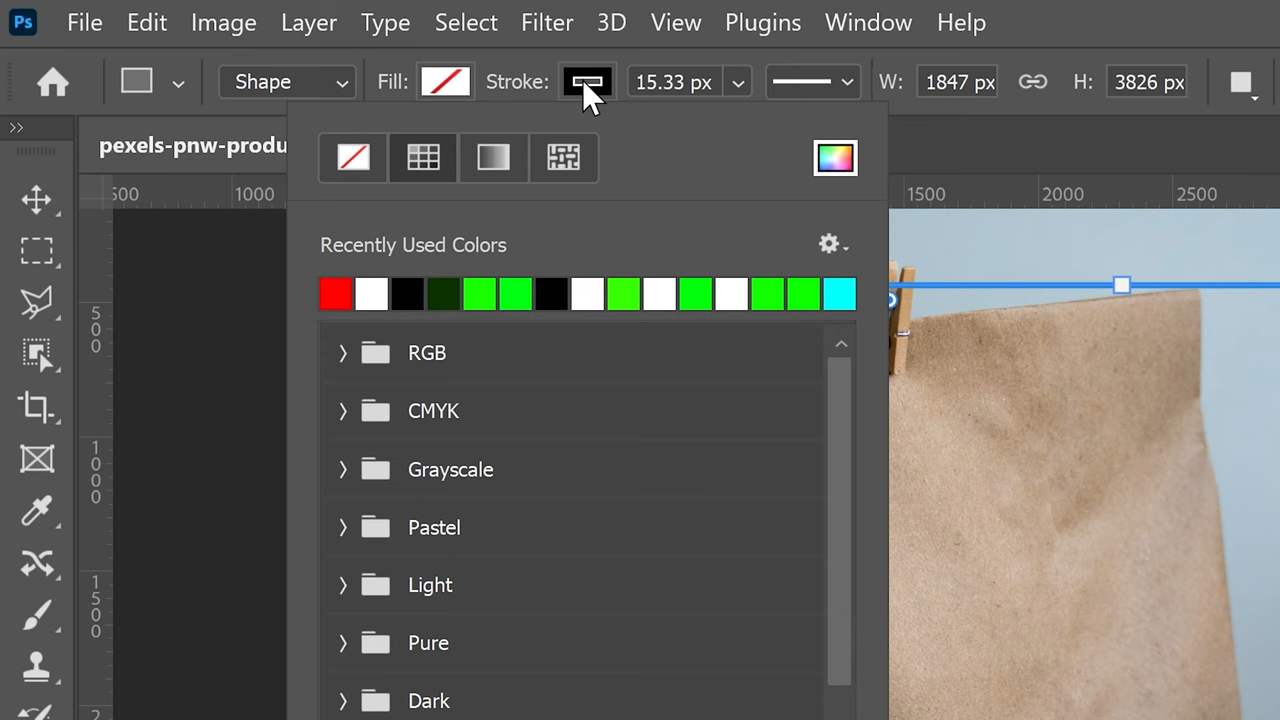 Ps File Edit Image Layer Type Select Filter 3D View Plugins Window Help
Shape Fill: Stroke: 15.33 px W: 1847 px H: 3826 px
pexels-pnw-produ
500 1000 1500 2000 2500
Recently Used Colors
500
RGB
CMYK
1000
Grayscale
Pastel
Light
1500
Pure
Dark
2